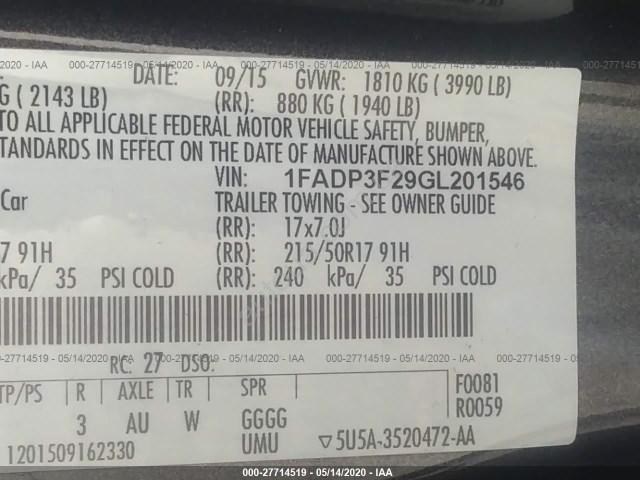 000-27714519 - 05/14/2020 - IAA
DATE: 09/15 GVWR: 1810 KG ( 3990 LB)
G ( 2143 LB) (RR): 880 KG ( 1940 LB)
TO ALL APPLICABLE FEDERAL MOTOR VEHICLE SAFETY, BUMPER,
STANDARDS IN EFFECT ON THE DATE OF MANUFACTURE SHOWN ABOVE.
VIN: 1FADP3F29GL201546
Car TRAILER TOWING - SEE OWNER GUIDE
(RR): 17x7.0J
17 91H (RR): 215/50R17 91H
kPa/ 35 PSI COLD (RR): 240 kPa/ 35 PSI COLD
000-27714519 - 05/14/2020 - IAA
RC: 27 DSO:
TP/PS R AXLE TR SPR F0081
3 AU W GGGG R0059
1201509162330 UMU ▽5U5A-3520472-AA
000-27714519 - 05/14/2020 - IAA